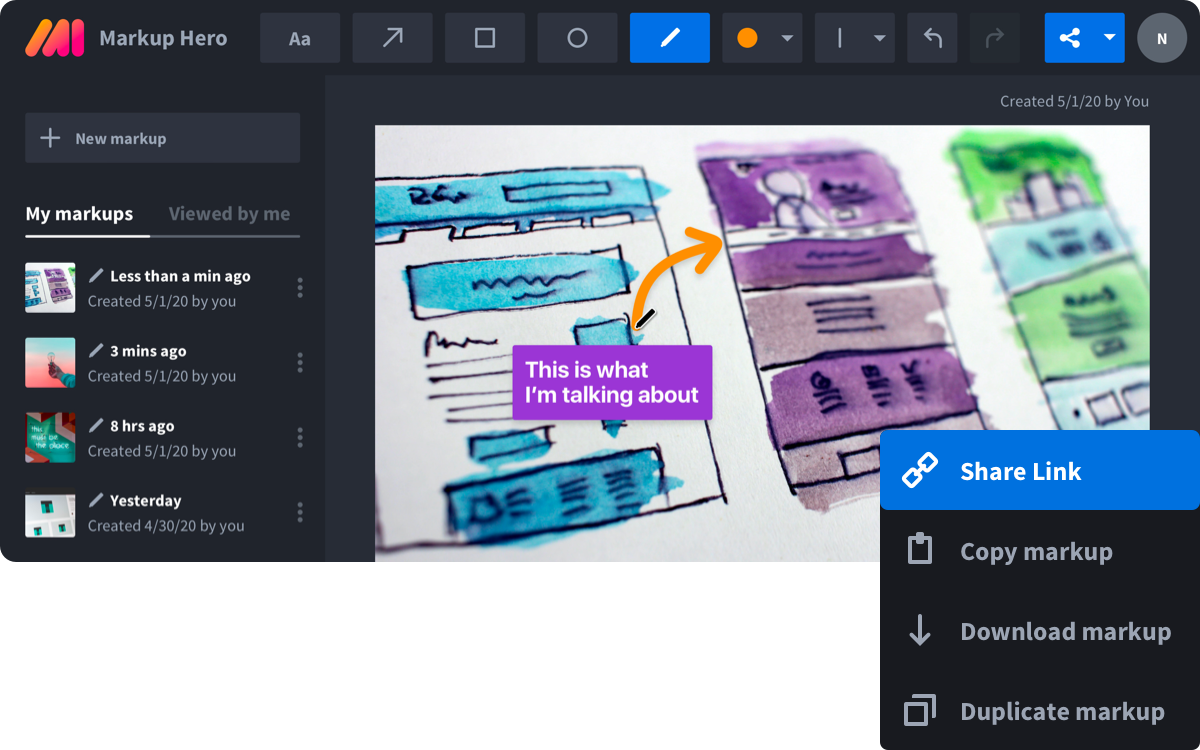 Markup Hero
Aa
N
Created 5/1/20 by You
New markup
My markups
Viewed by me
Less than a min ago
Created 5/1/20 by you
3 mins ago
Created 5/1/20 by you
8 hrs ago
Created 5/1/20 by you
Yesterday
Created 4/30/20 by you
This is what
I'm talking about
Share Link
Copy markup
Download markup
Duplicate markup